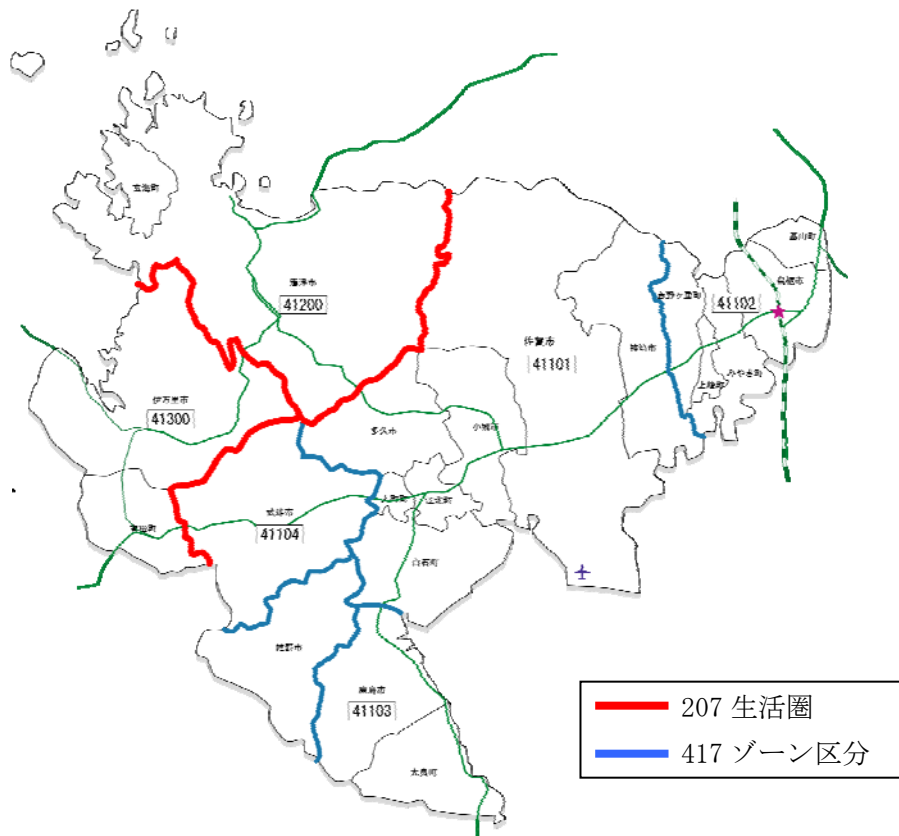 玄海町
基山町
鳥栖市
唐津市
41200
吉野ヶ里町
41102
佐賀市
41101
神埼市
みやき町
上峰町
伊万里市
41300
多久市
小城市
大町町
江北町
武雄市
41104
有田町
白石町
嬉野市
鹿島市
41103
太良町
207 生活圏
417 ゾーン区分